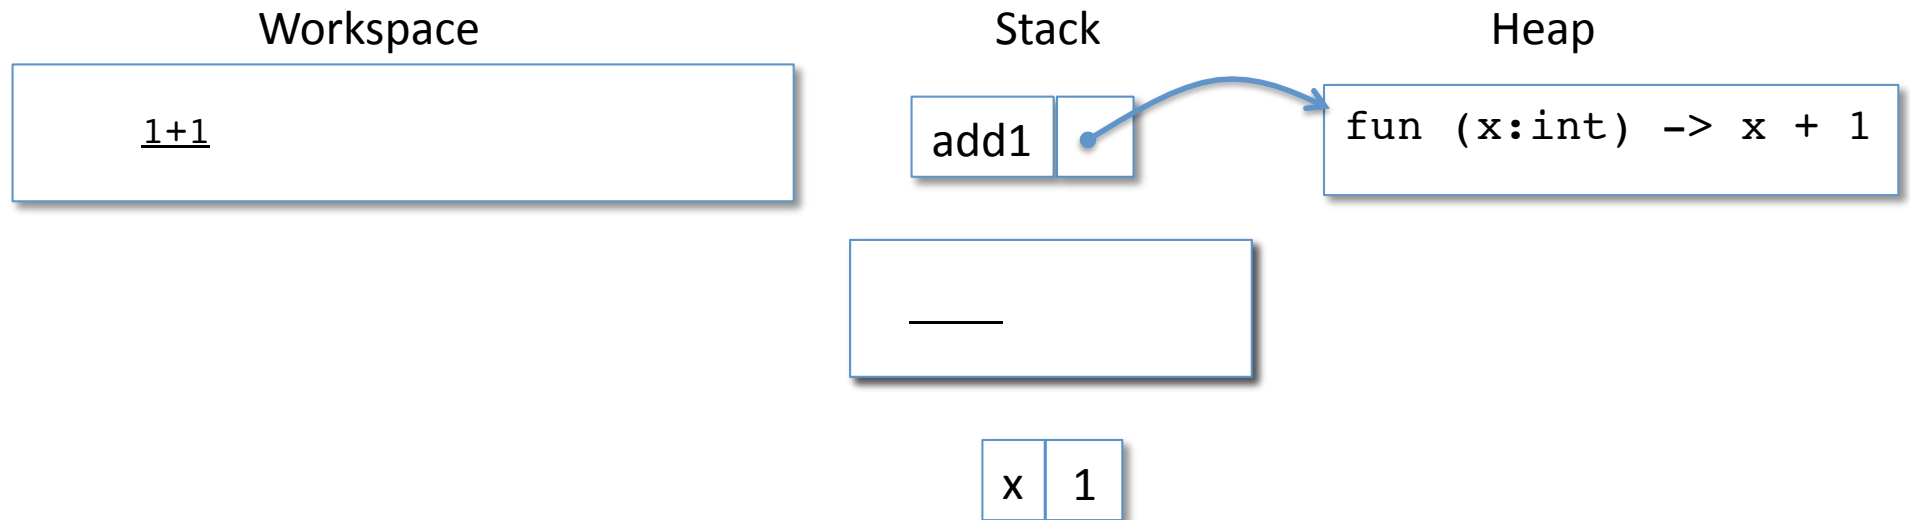 Workspace
Stack
Heap
1+1
add1
fun (x:int) -> x + 1
x 1